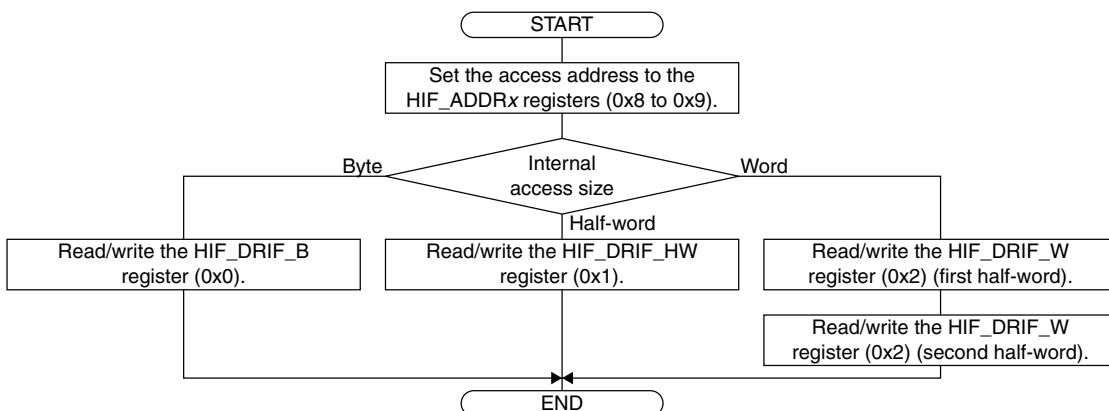 START
Set the access address to the
HIF_ADDRx registers (0x8 to 0x9).
Byte
Internal
access size
Word
Half-word
Read/write the HIF_DRIF_B
register (0x0).
Read/write the HIF_DRIF_HW
register (0x1).
Read/write the HIF_DRIF_W
register (0x2) (first half-word).
Read/write the HIF_DRIF_W
register (0x2) (second half-word).
END